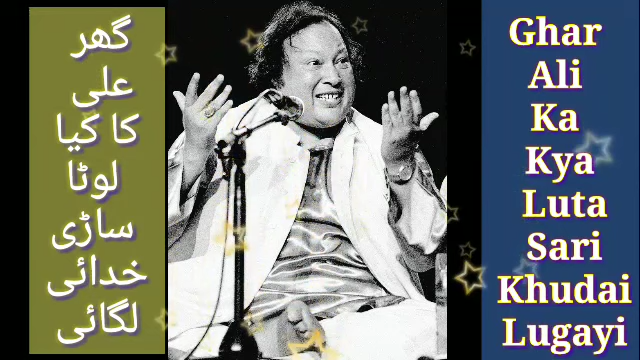 گھر
علی
کا کیا
لوٹا
ساڑی
خدائی
لگائی
Ghar
Ali
Ka
Kya
Luta
Sari
Khudai
Lugayi